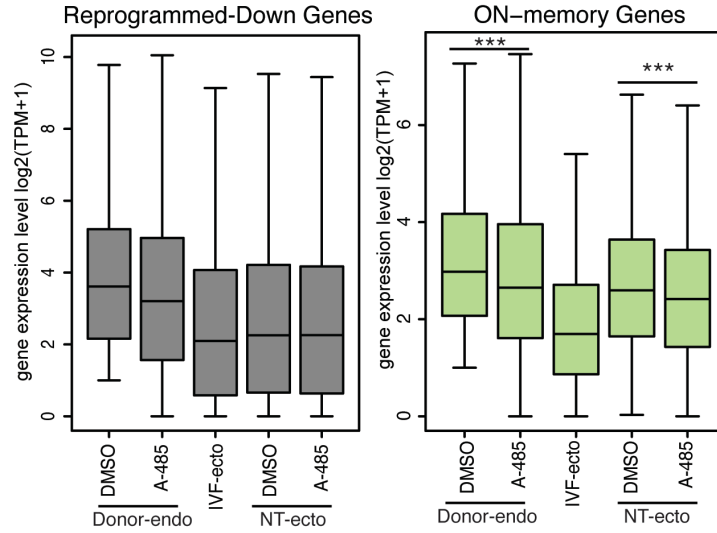 Reprogrammed-Down Genes
gene expression level log2(TPM+1)
10
8
6
4
2
0
DMSO
A-485
IVF-ecto
DMSO
A-485
Donor-endo
NT-ecto
ON-memory Genes
gene expression level log2(TPM+1)
6
4
2
0
***
***
DMSO
A-485
IVF-ecto
DMSO
A-485
Donor-endo
NT-ecto